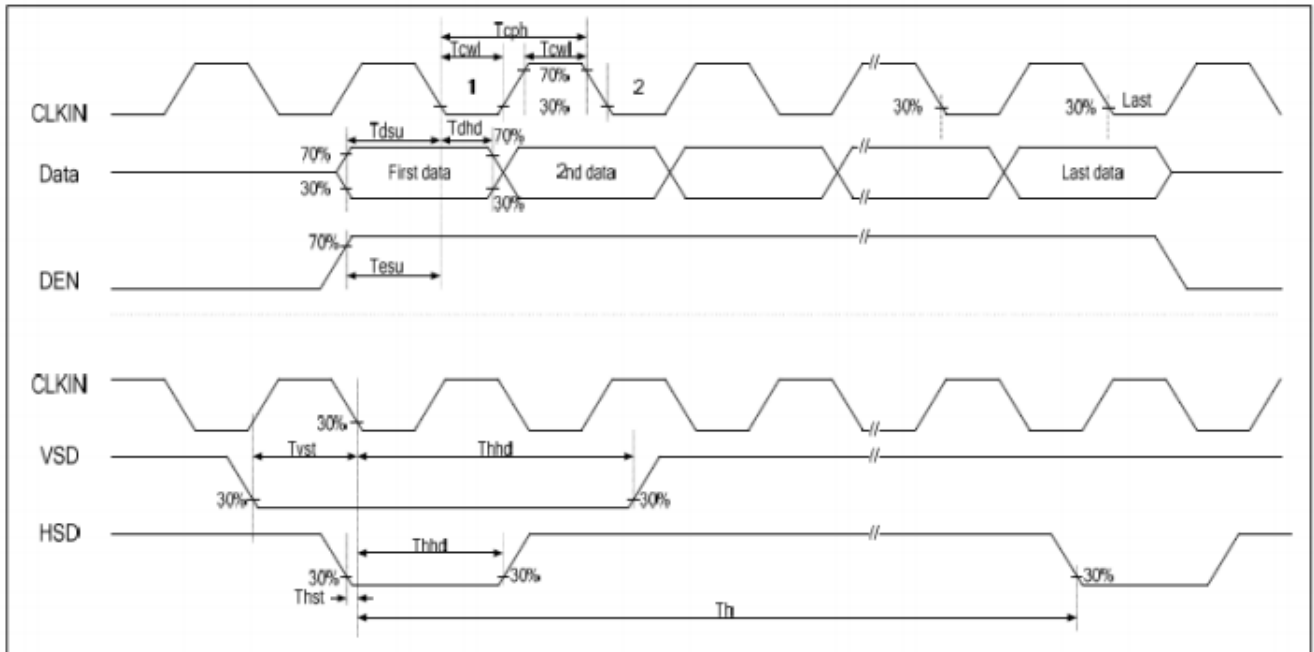 Tcph
Tcwl Tcwl
70%
1 2
CLKIN 30% 30% 30% Last
Tdsu Tdhd
70% 70%
Data First data 2nd data // Last data
30% 30%
70%
Tesu
DEN
CLKIN
30%
Tvst Thhd
VSD
30% 30%
HSD
Thhd
30% 30% 30%
Thst
Th